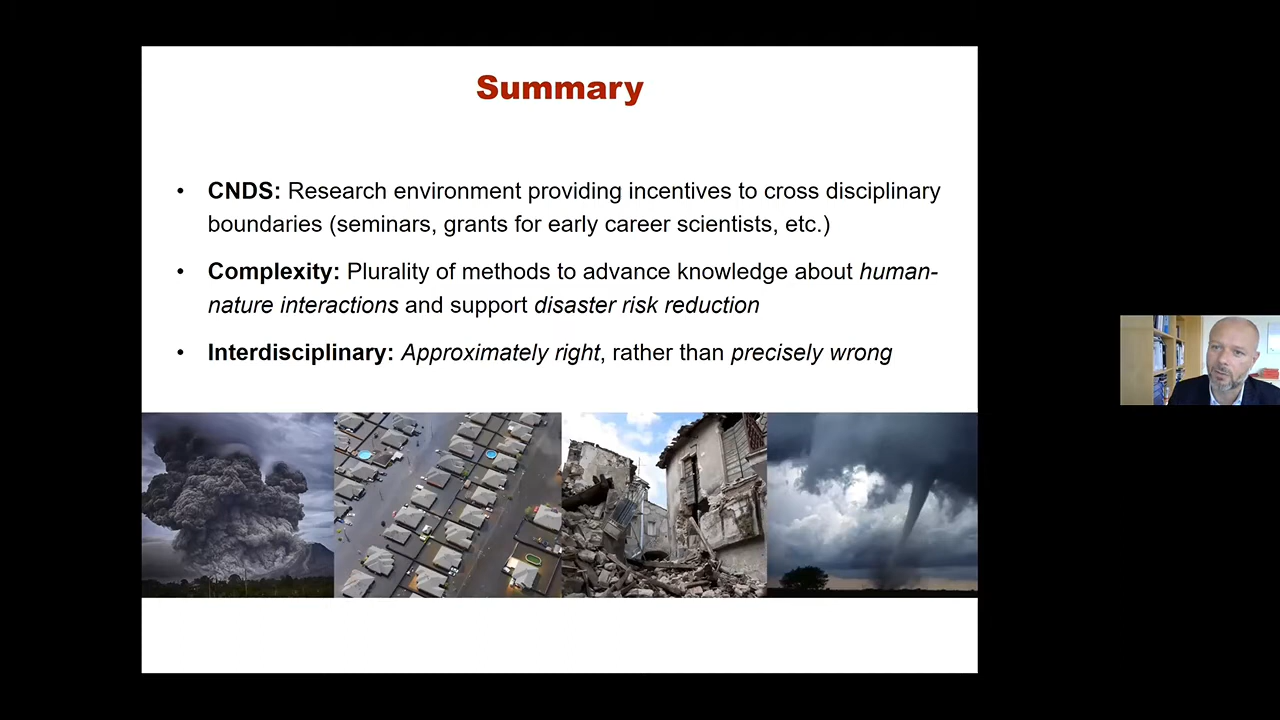 Summary
• CNDS: Research environment providing incentives to cross disciplinary
boundaries (seminars, grants for early career scientists, etc.)
• Complexity: Plurality of methods to advance knowledge about human-
nature interactions and support disaster risk reduction
• Interdisciplinary: Approximately right, rather than precisely wrong